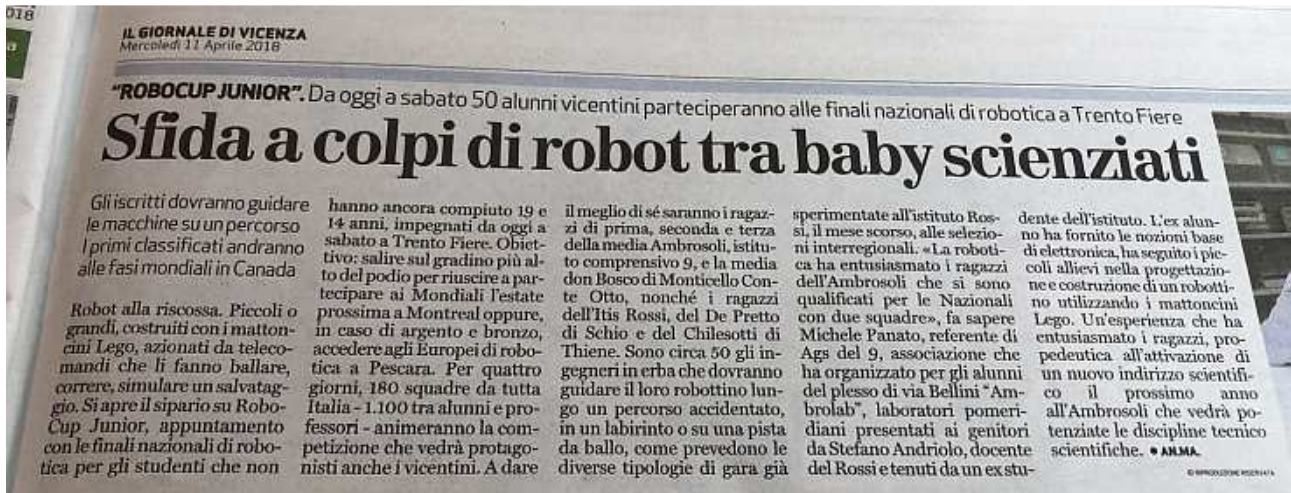 018
a
IL GIORNALE DI VICENZA
Mercoledì 11 Aprile 2018
"ROBOCUP JUNIOR". Da oggi a sabato 50 alunni vicentini parteciperanno alle finali nazionali di robotica a Trento Fiere
Sfida a colpi di robot tra baby scienziati
Gli iscritti dovranno guidare
le macchine su un percorso
I primi classificati andranno
alle fasi mondiali in Canada
Robot alla riscossa. Piccoli o
grandi, costruiti con i matton-
cini Lego, azionati da teleco-
mandi che li fanno ballare,
correre, simulare un salvatag-
gio. Si apre il sipario su Robo-
Cup Junior, appuntamento
con le finali nazionali di robo-
tica per gli studenti che non
hanno ancora compiuto 19 e
14 anni, impegnati da oggi a
sabato a Trento Fiere. Obiet-
tivo: salire sul gradino più al-
to del podio per riuscire a par-
tecipare ai Mondiali l'estate
prossima a Montreal oppure,
in caso di argento e bronzo,
accedere agli Europei di robo-
tica a Pescara. Per quattro
giorni, 180 squadre da tutta
Italia - 1.100 tra alunni e pro-
fessori - animeranno la com-
petizione che vedrà protago-
nisti anche i vicentini. A dare
il meglio di sé saranno i ragaz-
zi di prima, seconda e terza
della media Ambrosoli, istitu-
to comprensivo 9, e la media
don Bosco di Monticello Con-
te Otto, nonché i ragazzi
dell'Itis Rossi, del De Pretto
di Schio e del Chilesotti di
Thiene. Sono circa 50 gli in-
gegneri in erba che dovranno
guidare il loro robottino lun-
go un percorso accidentato,
in un labirinto o su una pista
da ballo, come prevedono le
diverse tipologie di gara già
sperimentate all'istituto Ros-
si, il mese scorso, alle selezio-
ni interregionali. «La roboti-
ca ha entusiasmato i ragazzi
dell'Ambrosoli che si sono
qualificati per le Nazionali
con due squadre», fa sapere
Michele Panato, referente di
Ags del 9, associazione che
ha organizzato per gli alunni
del plesso di via Bellini "Am-
brolab", laboratori pomeri-
diani presentati ai genitori
da Stefano Andriolo, docente
del Rossi e tenuti da un ex stu-
dente dell'istituto. L'ex alun-
no ha fornito le nozioni base
di elettronica, ha seguito i pic-
coli allievi nella progettazio-
ne e costruzione di un robotti-
no utilizzando i mattoncini
Lego. Un'esperienza che ha
entusiasmato i ragazzi, pro-
pedeutica all'attivazione di
un nuovo indirizzo scientifi-
co il prossimo anno
all'Ambrosoli che vedrà po-
tenziate le discipline tecnico
scientifiche. • AN.MA.
© RIPRODUZIONE RISERVATA